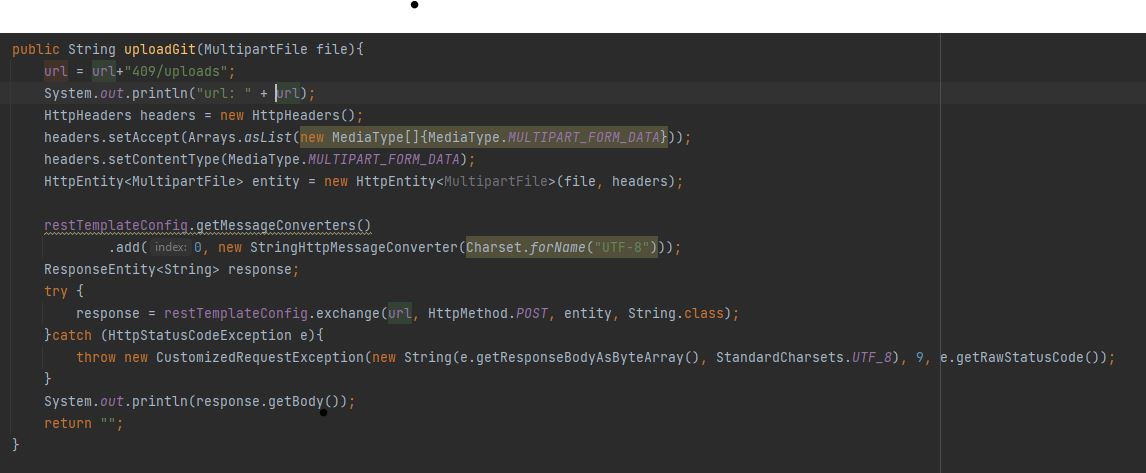 public String uploadGit(MultipartFile file){
url = url+"409/uploads";
System.out.println("url: " + url);
HttpHeaders headers = new HttpHeaders();
headers.setAccept(Arrays.asList(new MediaType[]{MediaType.MULTIPART_FORM_DATA}));
headers.setContentType(MediaType.MULTIPART_FORM_DATA);
HttpEntity<MultipartFile> entity = new HttpEntity<MultipartFile>(file, headers);
restTemplateConfig.getMessageConverters()
.add( index: 0, new StringHttpMessageConverter(Charset.forName("UTF-8")));
ResponseEntity<String> response;
try {
response = restTemplateConfig.exchange(url, HttpMethod.POST, entity, String.class);
}catch (HttpStatusCodeException e){
throw new CustomizedRequestException(new String(e.getResponseBodyAsByteArray(), StandardCharsets.UTF_8), 9, e.getRawStatusCode());
}
System.out.println(response.getBody());
return "";
}